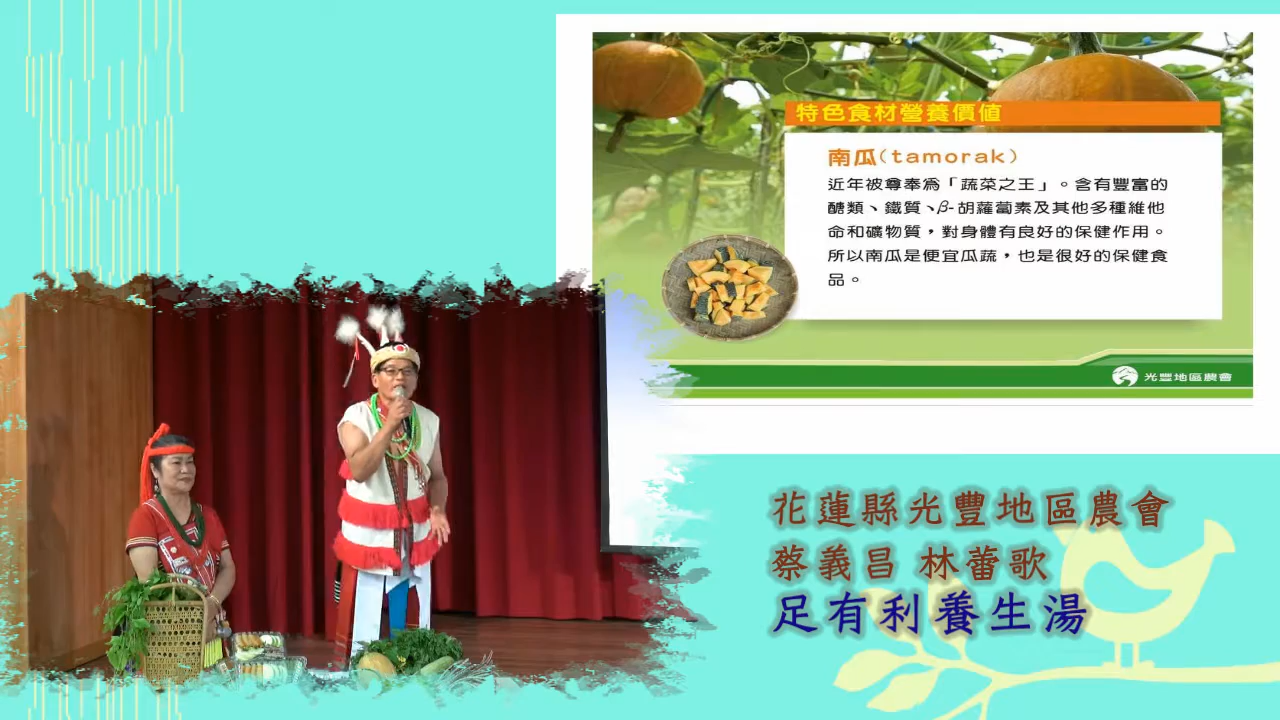 特色食材營養價值
南瓜(tamorak)
近年被尊奉為「蔬菜之王」。含有豐富的
醣類、鐵質、β-胡蘿蔔素及其他多種維他
命和礦物質，對身體有良好的保健作用。
所以南瓜是便宜瓜蔬，也是很好的保健食
品。
光豐地區農會
花蓮縣光豐地區農會
蔡義昌 林蕾歌
足有利養生湯